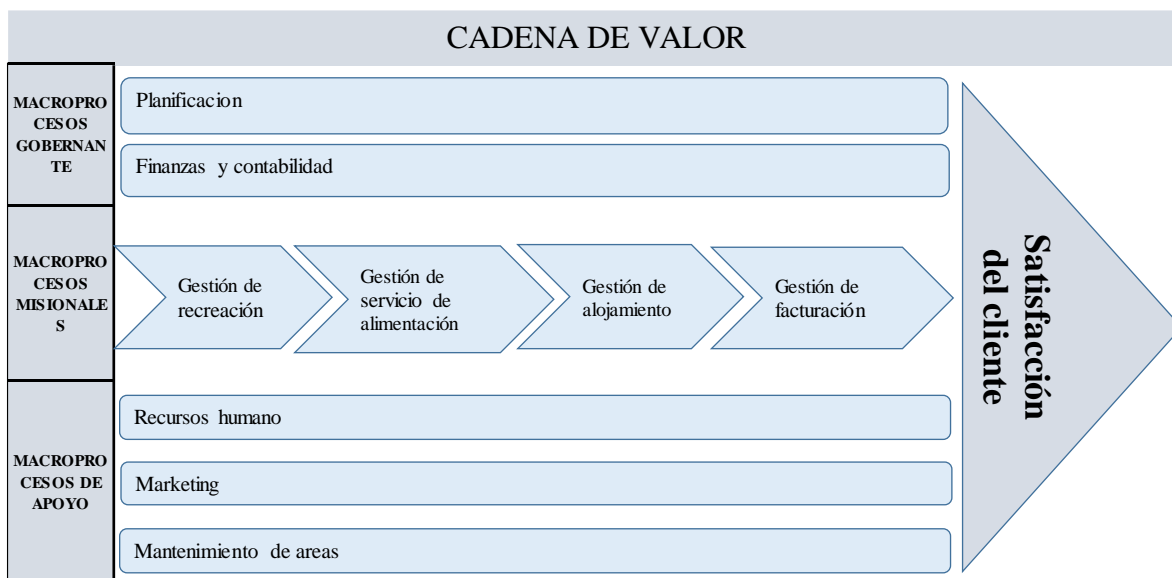 CADENA DE VALOR
MACROPRO
CESOS
GOBERNAN
TE
Planificacion
Finanzas y contabilidad
MACROPRO
CESOS
MISIONALE
S
Gestión de
recreación
Gestión de
servicio de
alimentación
Gestión de
alojamiento
Gestión de
facturación
MACROPRO
CESOS DE
APOYO
Recursos humano
Marketing
Mantenimiento de areas
Satisfacción
del cliente